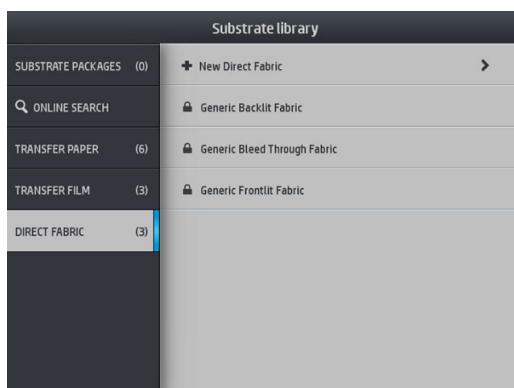 Substrate library
SUBSTRATE PACKAGES (0)
ONLINE SEARCH
TRANSFER PAPER (6)
TRANSFER FILM (3)
DIRECT FABRIC (3)
New Direct Fabric
Generic Backlit Fabric
Generic Bleed Through Fabric
Generic Frontlit Fabric